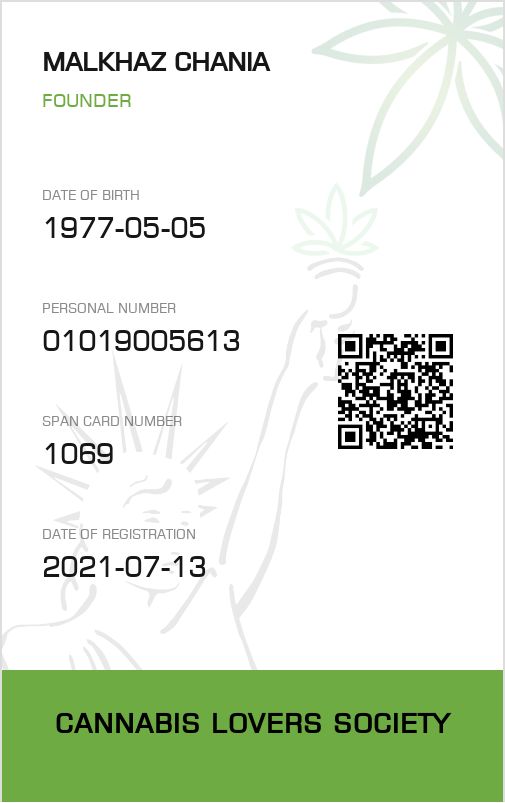 MALKHAZ CHANIA
FOUNDER
DATE OF BIRTH
1977-05-05
PERSONAL NUMBER
01019005613
SPAN CARD NUMBER
1069
DATE OF REGISTRATION
2021-07-13
CANNABIS LOVERS SOCIETY